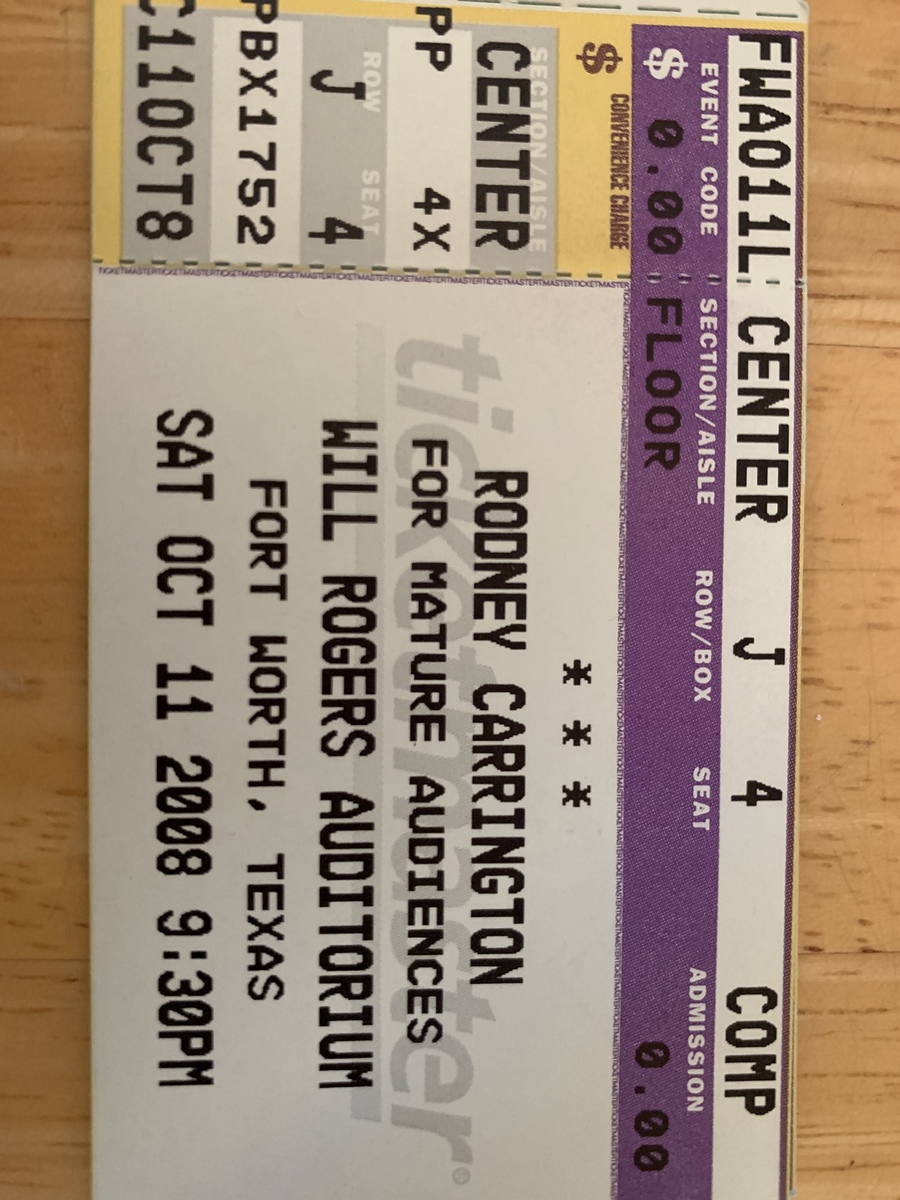 FWA011L CENTER J 4 COMP
EVENT CODE SECTION/AISLE ROW/BOX SEAT ADMISSION
$ 0.00 FLOOR 0.00
$ CONVENIENCE CHARGE
* * *
SECTION/AISLE
CENTER
RODNEY CARRINGTON
PP 4X
FOR MATURE AUDIENCES
ticketmaster®
ROW SEAT
J 4
WILL ROGERS AUDITORIUM
PBX1752
FORT WORTH, TEXAS
C110CT8
SAT OCT 11 2008 9:30PM
TICKETMASTERTICKETMASTERTICKETMASTERTICKETMASTERTICKETMASTERTICKETMASTERTICKETMASTER